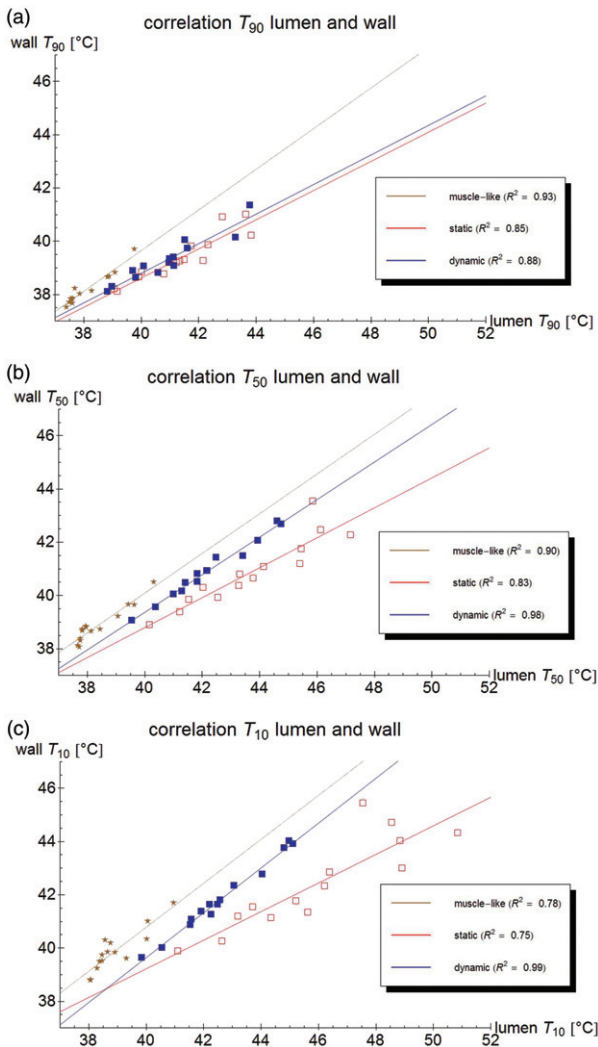 (a)
correlation T90 lumen and wall
wall T90 [°C]
46
44
42
40
38
muscle-like (R² = 0.93)
static (R² = 0.85)
dynamic (R² = 0.88)
38 40 42 44 46 48 50 52
lumen T90 [°C]
(b)
correlation T50 lumen and wall
wall T50 [°C]
46
44
42
40
38
muscle-like (R² = 0.90)
static (R² = 0.83)
dynamic (R² = 0.98)
38 40 42 44 46 48 50 52
lumen T50 [°C]
(c)
correlation T10 lumen and wall
wall T10 [°C]
46
44
42
40
38
muscle-like (R² = 0.78)
static (R² = 0.75)
dynamic (R² = 0.99)
38 40 42 44 46 48 50 52
lumen T10 [°C]